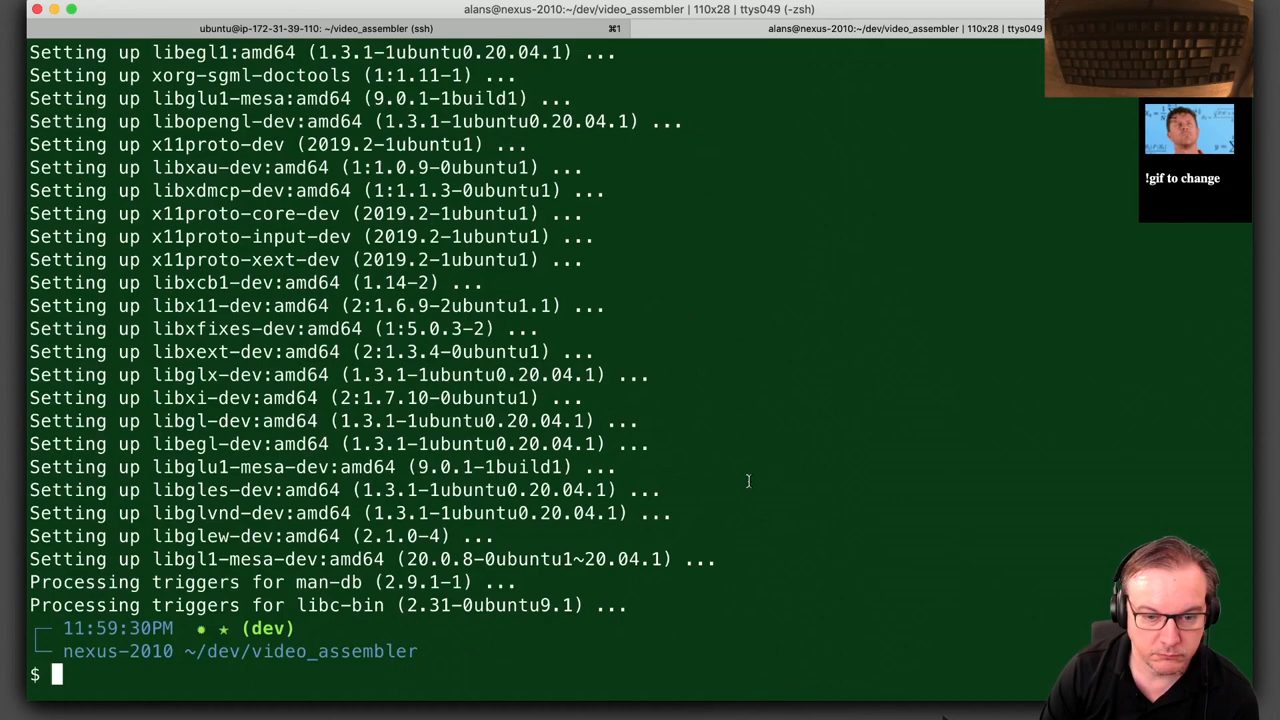 alans@nexus-2010:~/dev/video_assembler | 110x28 | ttys049 (-zsh)
ubuntu@ip-172-31-39-110: ~/video_assembler (ssh) ⌘1
alans@nexus-2010:~/dev/video_assembler | 110x28 | ttys049
Setting up libegl1:amd64 (1.3.1-1ubuntu0.20.04.1) ...
Setting up xorg-sgml-doctools (1:1.11-1) ...
Setting up libglu1-mesa:amd64 (9.0.1-1build1) ...
Setting up libopengl-dev:amd64 (1.3.1-1ubuntu0.20.04.1) ...
Setting up x11proto-dev (2019.2-1ubuntu1) ...
Setting up libxau-dev:amd64 (1:1.0.9-0ubuntu1) ...
Setting up libxdmcp-dev:amd64 (1:1.1.3-0ubuntu1) ...
Setting up x11proto-core-dev (2019.2-1ubuntu1) ...
Setting up x11proto-input-dev (2019.2-1ubuntu1) ...
Setting up x11proto-xext-dev (2019.2-1ubuntu1) ...
Setting up libxcb1-dev:amd64 (1.14-2) ...
Setting up libx11-dev:amd64 (2:1.6.9-2ubuntu1.1) ...
Setting up libxfixes-dev:amd64 (1:5.0.3-2) ...
Setting up libxext-dev:amd64 (2:1.3.4-0ubuntu1) ...
Setting up libglx-dev:amd64 (1.3.1-1ubuntu0.20.04.1) ...
Setting up libxi-dev:amd64 (2:1.7.10-0ubuntu1) ...
Setting up libgl-dev:amd64 (1.3.1-1ubuntu0.20.04.1) ...
Setting up libegl-dev:amd64 (1.3.1-1ubuntu0.20.04.1) ...
Setting up libglu1-mesa-dev:amd64 (9.0.1-1build1) ...
Setting up libgles-dev:amd64 (1.3.1-1ubuntu0.20.04.1) ...
Setting up libglvnd-dev:amd64 (1.3.1-1ubuntu0.20.04.1) ...
Setting up libglew-dev:amd64 (2.1.0-4) ...
Setting up libgl1-mesa-dev:amd64 (20.0.8-0ubuntu1~20.04.1) ...
Processing triggers for man-db (2.9.1-1) ...
Processing triggers for libc-bin (2.31-0ubuntu9.1) ...
11:59:30PM ✹ ★ (dev)
nexus-2010 ~/dev/video_assembler
$
!gif to change